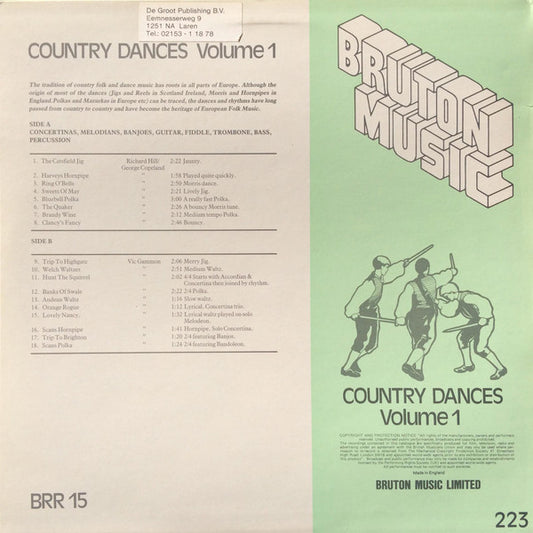 De Groot Publishing B.V.
Eemnesserweg 9
1251 NA Laren
Tel.: 02153 - 1 18 78
COUNTRY DANCES Volume 1
The tradition of country folk and dance music has roots in all parts of Europe. Although the
origin of most of the dances (Jigs and Reels in Scotland Ireland, Morris and Hornpipes in
England.Polkas and Mazurkas in Europe etc) can be traced, the dances and rhythms have long
passed from country to country and have become the heritage of European Folk Music.
SIDE A
CONCERTINAS, MELODIANS, BANJOES, GUITAR, FIDDLE, TROMBONE, BASS,
PERCUSSION
1. The Carsfield Jig Richard Hill/ 2:22 Jaunty.
George Copeland
2. Harveys Hornpipe " 1:58 Played quite quickly.
3. Ring O'Bells " 2:59 Morris dance.
4. Sweets Of May " 2:21 Lively Jig.
5. Bluebell Polka " 3:00 A really fast Polka.
6. The Quaker " 2:26 A bouncy Morris tune.
7. Brandy Wine " 2:12 Medium tempo Polka.
8. Clancy's Fancy " 2:46 Bouncy.
SIDE B
9. Trip To Highgate Vic Gammon 2:06 Merry Jig.
10. Welch Waltzer " 2:51 Medium Waltz.
11. Hunt The Squirrel " 2:02 4/4 Starts with Accordian &
Concertina then joined by rhythm.
12. Banks Of Swale " 2:22 2/4 Polka.
13. Andean Waltz " 1:16 Slow waltz.
14. Orange Rogue " 1:12 Lyrical. Concertina trio.
15. Lovely Nancy. " 1:32 Lyrical waltz played on solo
Melodeon.
16. Scans Hornpipe " 1:41 Hornpipe. Solo Concertina.
17. Trip To Brighton " 1:20 2/4 featuring Banjos.
18. Scans Polka " 1:24 2/4 featuring Bandoleon.
BRUTON
MUSIC
COUNTRY DANCES
Volume 1
Made in England
BRUTON MUSIC LIMITED
BRR 15
223